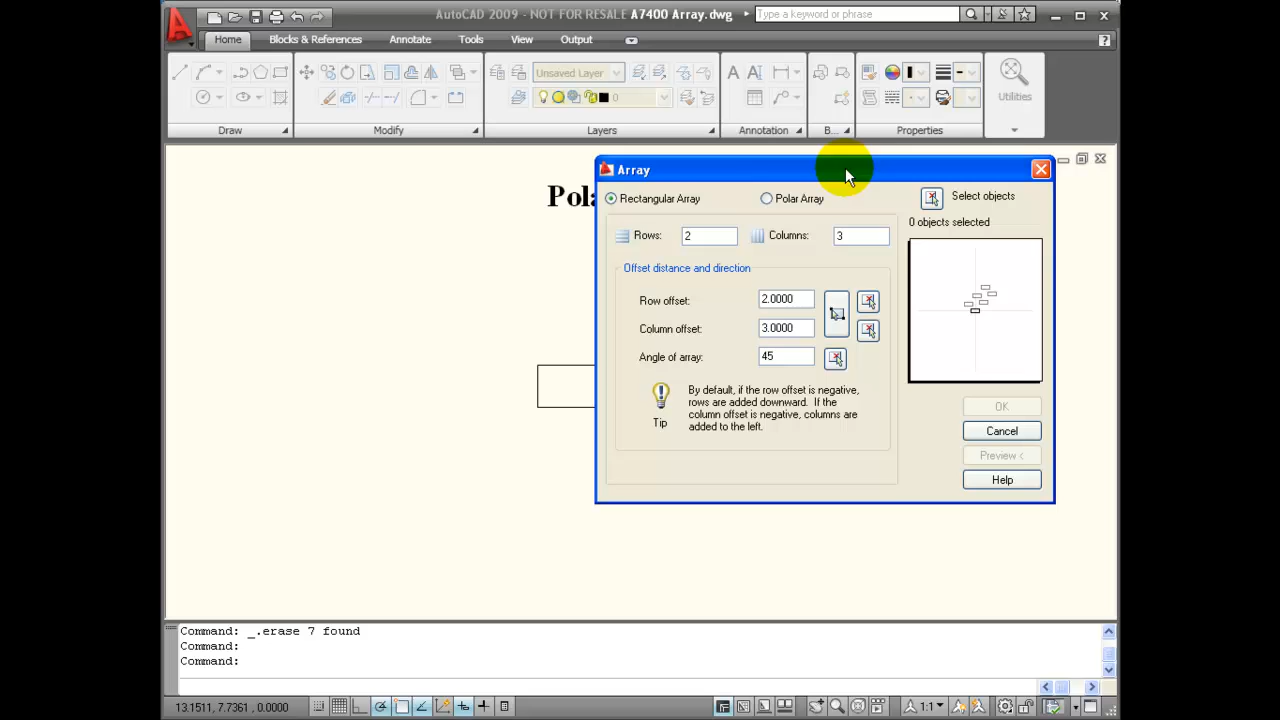 AutoCAD 2009 - NOT FOR RESALE A7400 Array.dwg
Type a keyword or phrase
Home Blocks & References Annotate Tools View Output
Unsaved Layer
0
Utilities
Draw Modify Layers Annotation B... Properties
Array
Rectangular Array Polar Array Select objects
0 objects selected
Rows: 2 Columns: 3
Offset distance and direction
Row offset: 2.0000
Column offset: 3.0000
Angle of array: 45
By default, if the row offset is negative,
rows are added downward. If the
column offset is negative, columns are
added to the left.
Tip
OK
Cancel
Preview <
Help
Command: _.erase 7 found
Command:
Command:
13.1511, 7.7361 , 0.0000
1:1